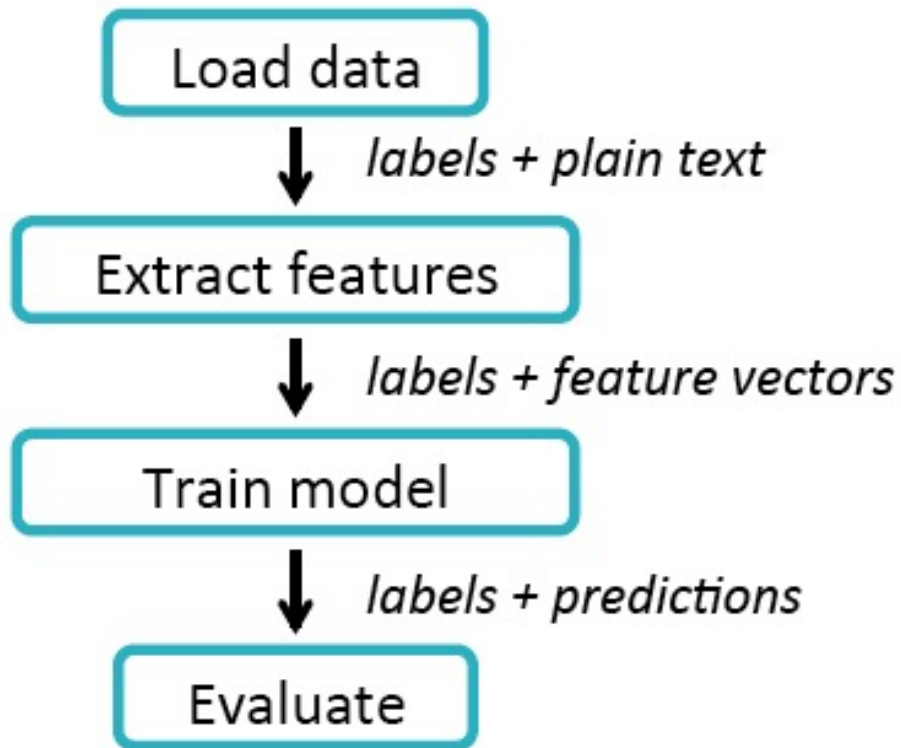 Load data
labels + plain text
Extract features
labels + feature vectors
Train model
labels + predictions
Evaluate